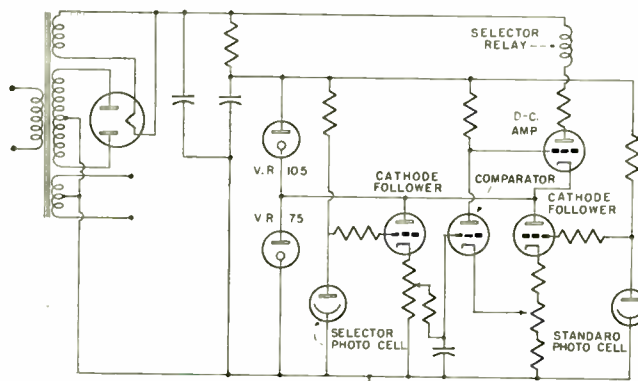 SELECTOR
RELAY
D-C.
AMP
V.R. 105
CATHODE
FOLLOWER
COMPARATOR
CATHODE
FOLLOWER
V.R. 75
SELECTOR
PHOTO CELL
STANDARD
PHOTO CELL